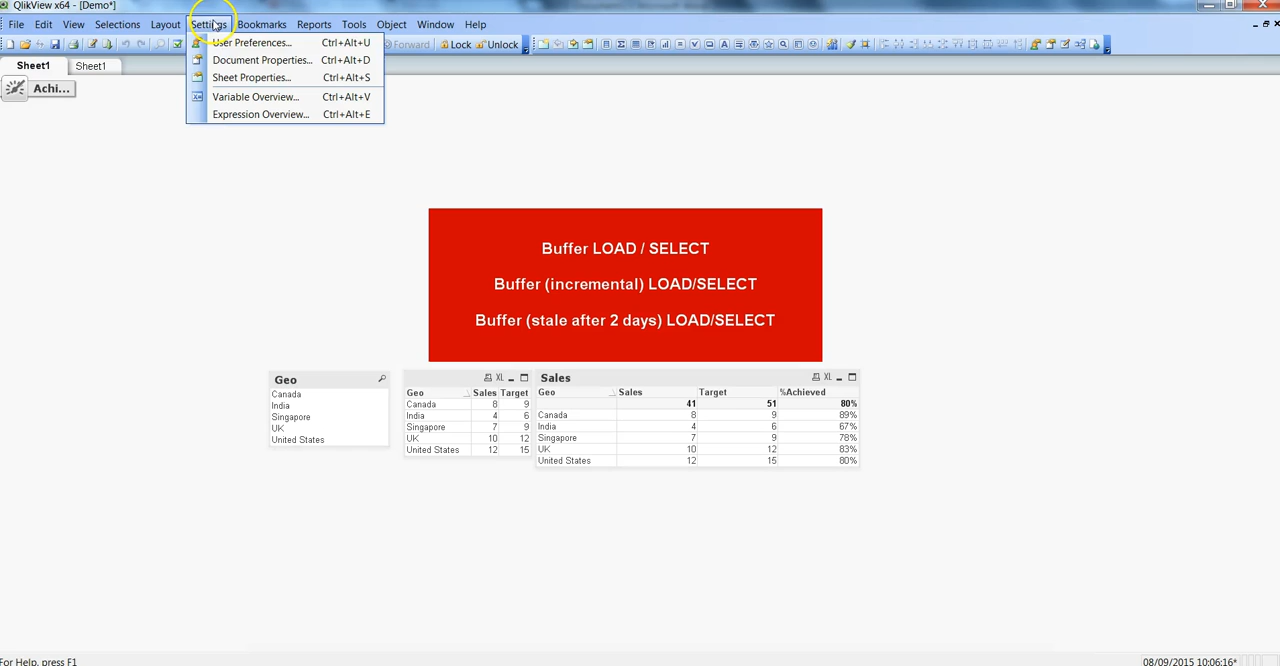 QlikView x64 - [Demo*]
File Edit View Selections Layout Settings Bookmarks Reports Tools Object Window Help
Forward Lock Unlock
User Preferences... Ctrl+Alt+U
Document Properties... Ctrl+Alt+D
Sheet Properties... Ctrl+Alt+S
Variable Overview... Ctrl+Alt+V
Expression Overview... Ctrl+Alt+E
Sheet1 Sheet1
Achi...
Buffer LOAD / SELECT
Buffer (incremental) LOAD/SELECT
Buffer (stale after 2 days) LOAD/SELECT
Geo
Canada
India
Singapore
UK
United States
XL
Geo Sales Target
Canada 8 9
India 4 6
Singapore 7 9
UK 10 12
United States 12 15
Sales XL
Geo Sales Target %Achieved
41 51 80%
Canada 8 9 89%
India 4 6 67%
Singapore 7 9 78%
UK 10 12 83%
United States 12 15 80%
For Help, press F1
08/09/2015 10:06:16*